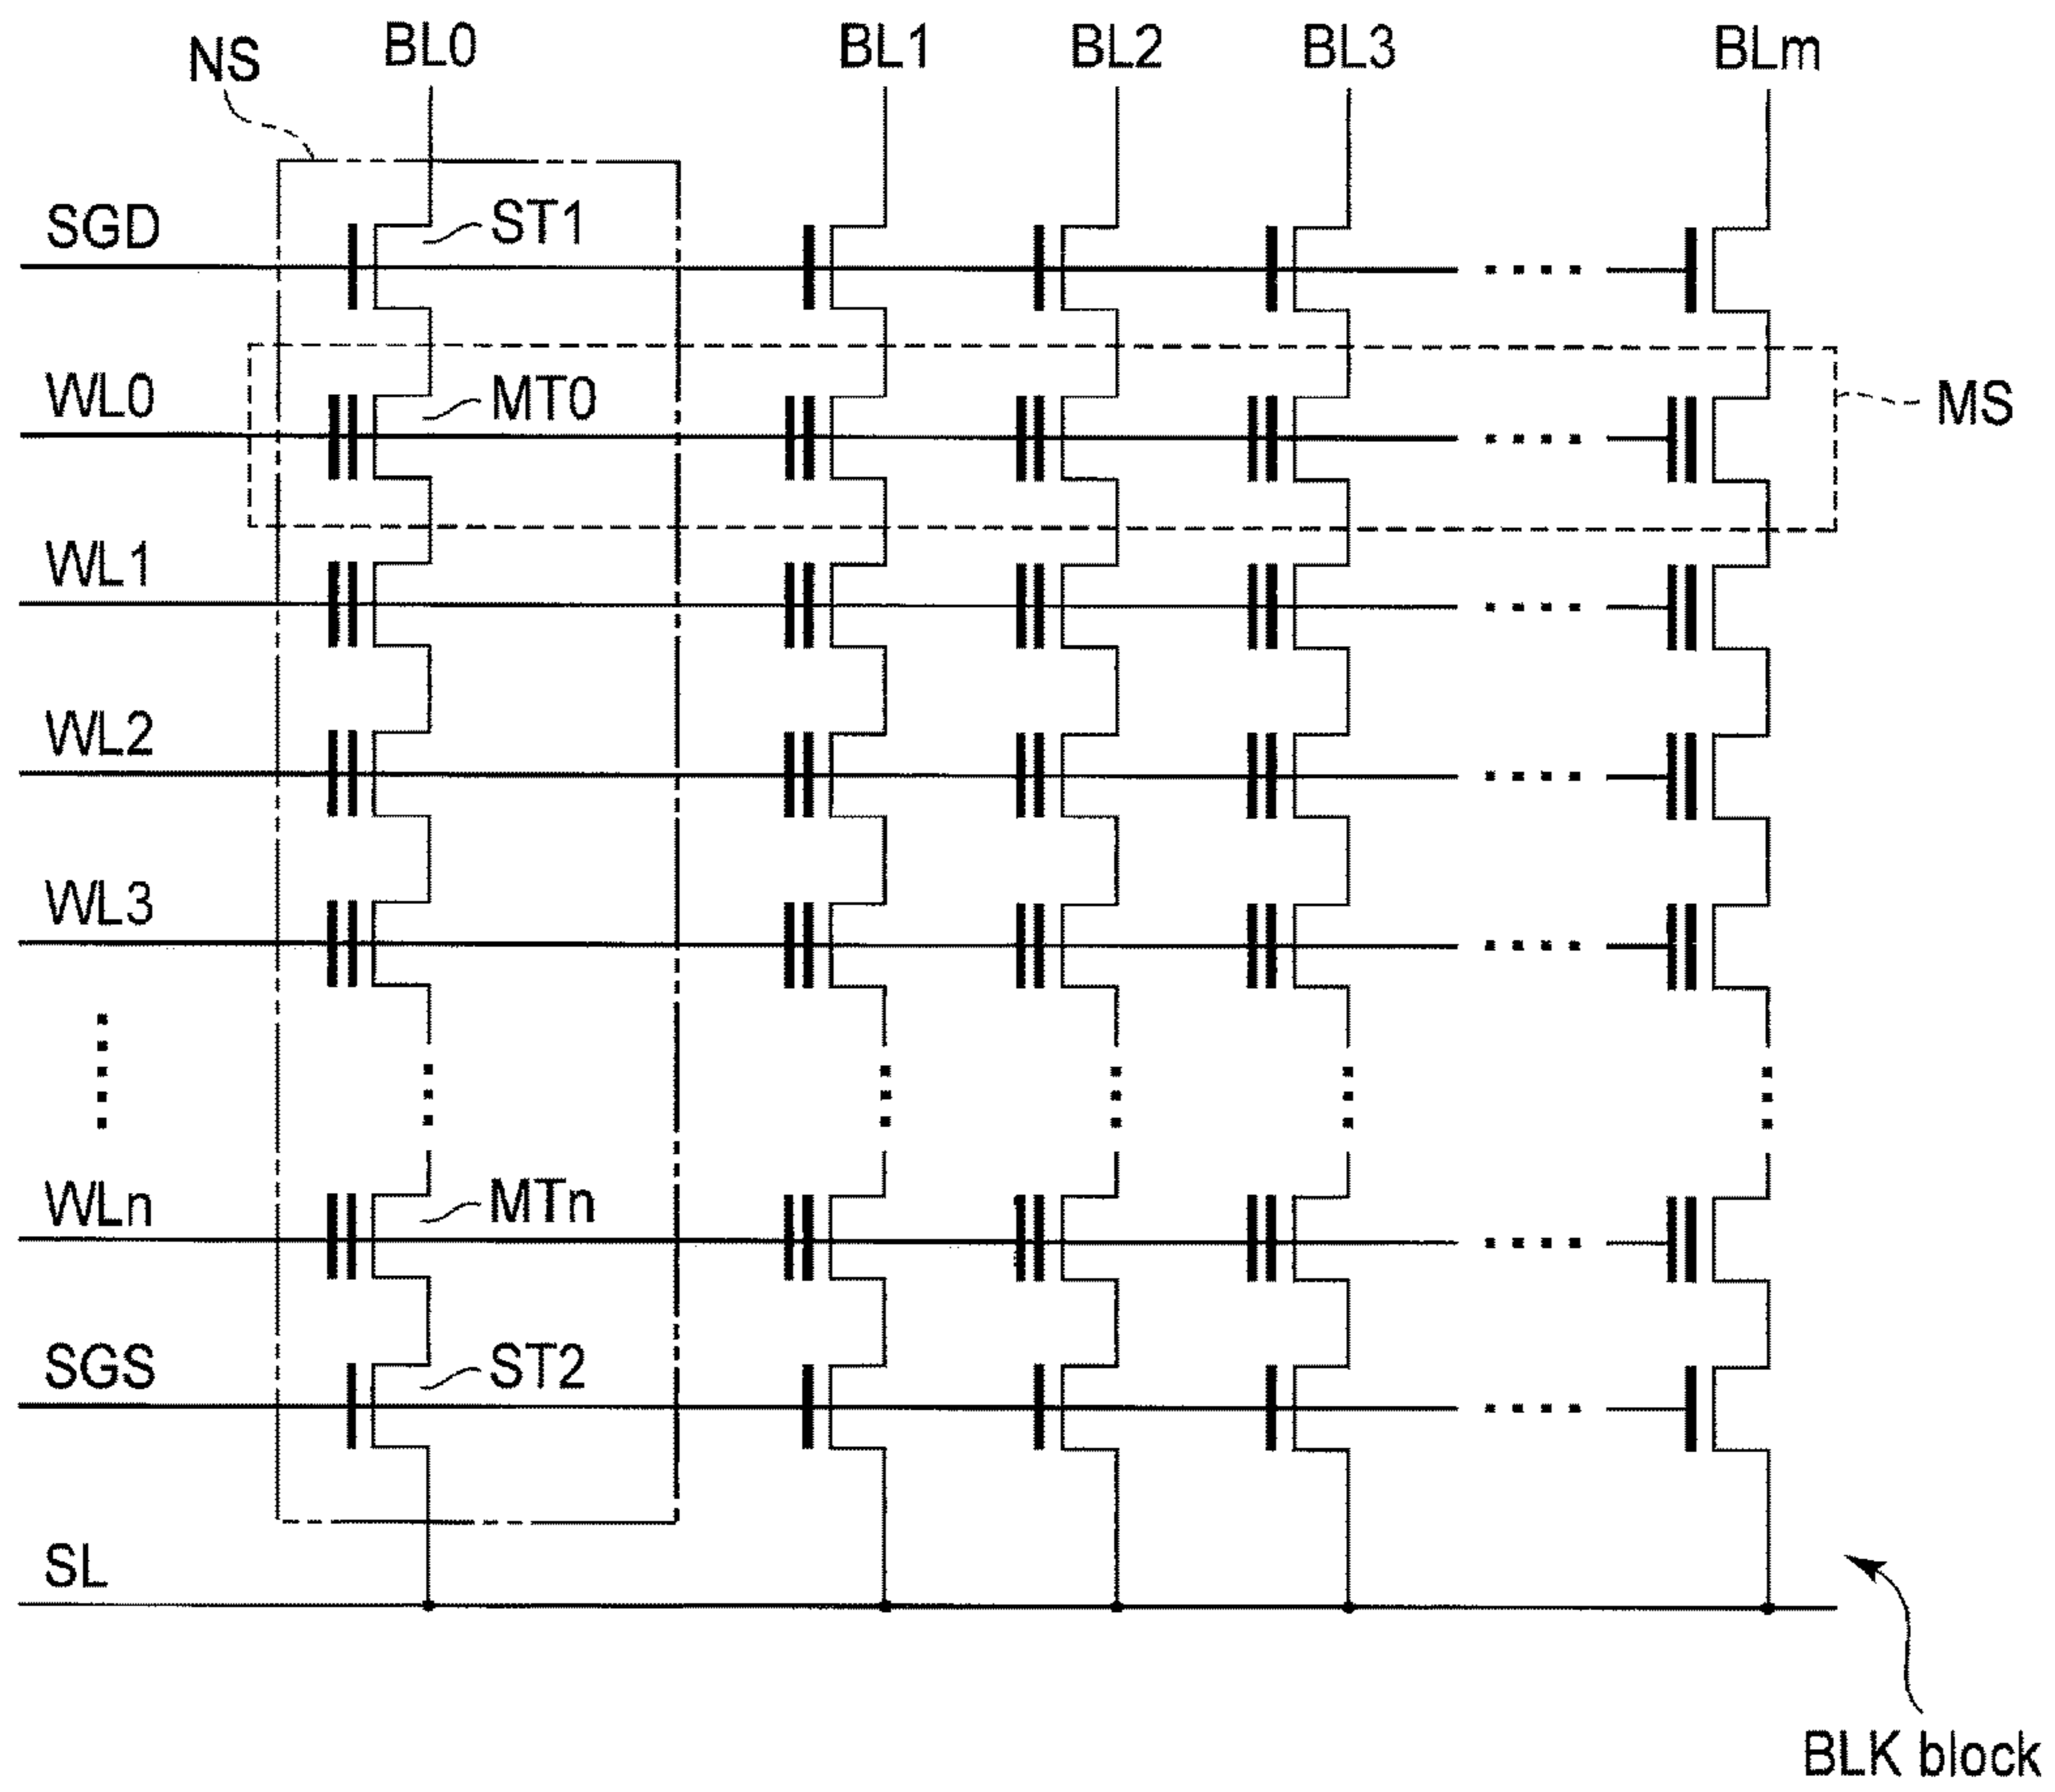 NS
BL0
BL1
BL2
BL3
BLm
SGD
ST1
WL0
MT0
MS
WL1
WL2
WL3
WLn
MTn
SGS
ST2
SL
BLK block